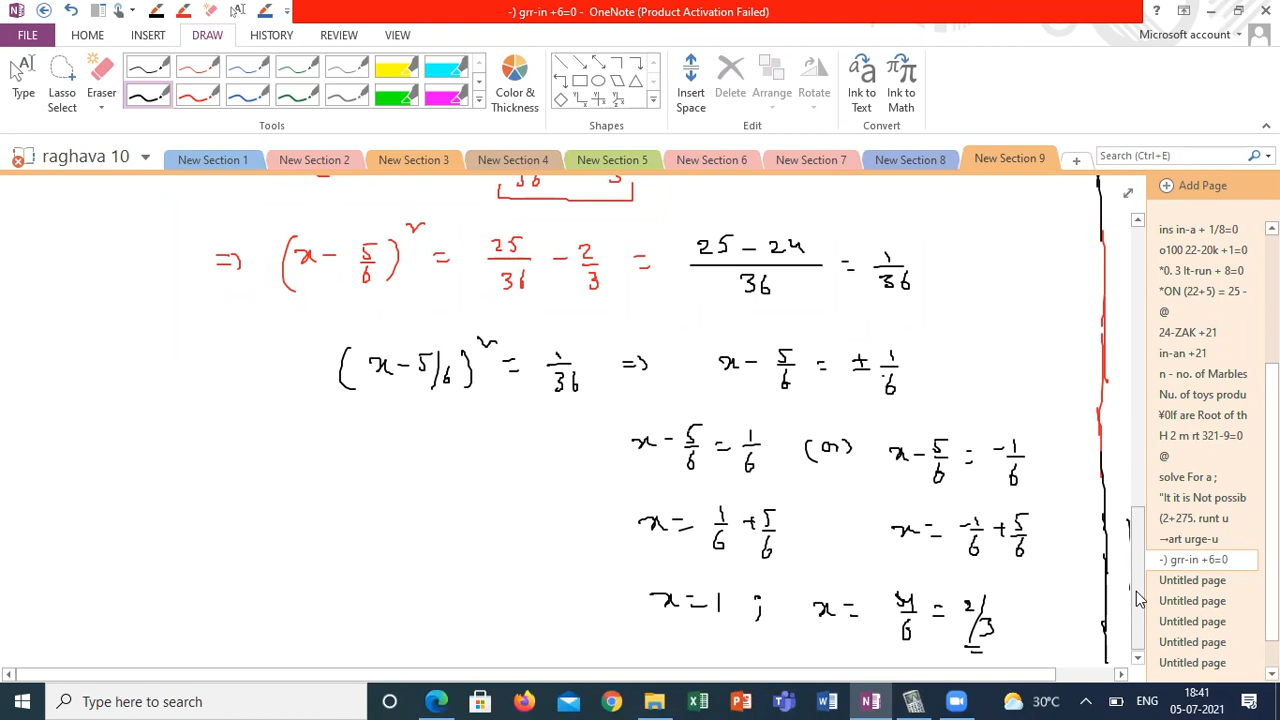 -) grr-in +6=0 - OneNote (Product Activation Failed)
FILE HOME INSERT DRAW HISTORY REVIEW VIEW Microsoft account
Type Lasso Select Eraser Color & Thickness Insert Space Delete Arrange Rotate Ink to Text Ink to Math
Tools Shapes Edit Convert
raghava 10 New Section 1 New Section 2 New Section 3 New Section 4 New Section 5 New Section 6 New Section 7 New Section 8 New Section 9 Search (Ctrl+E)
Add Page
36 3
=> (x - 5/6)² = 25/36 - 2/3 = (25 - 24)/36 = 1/36
(x - 5/6)² = 1/36 => x - 5/6 = ± 1/6
x - 5/6 = 1/6 (or) x - 5/6 = -1/6
x = 1/6 + 5/6 x = -1/6 + 5/6
x = 1 ; x = 4/6 = 2/3
ins in-a + 1/8=0
o100 22-20k +1=0
*0. 3 lt-run + 8=0
*ON (22+5) = 25 -
@
24-ZAK +21
in-an +21
n - no. of Marbles
Nu. of toys produ
¥0lf are Root of th
H 2 m rt 321-9=0
@
solve For a ;
"It it is Not possib
(2+275. runt u
→art urge-u
-) grr-in +6=0
Untitled page
Untitled page
Untitled page
Untitled page
Untitled page
Type here to search
30°C ENG 18:41 05-07-2021